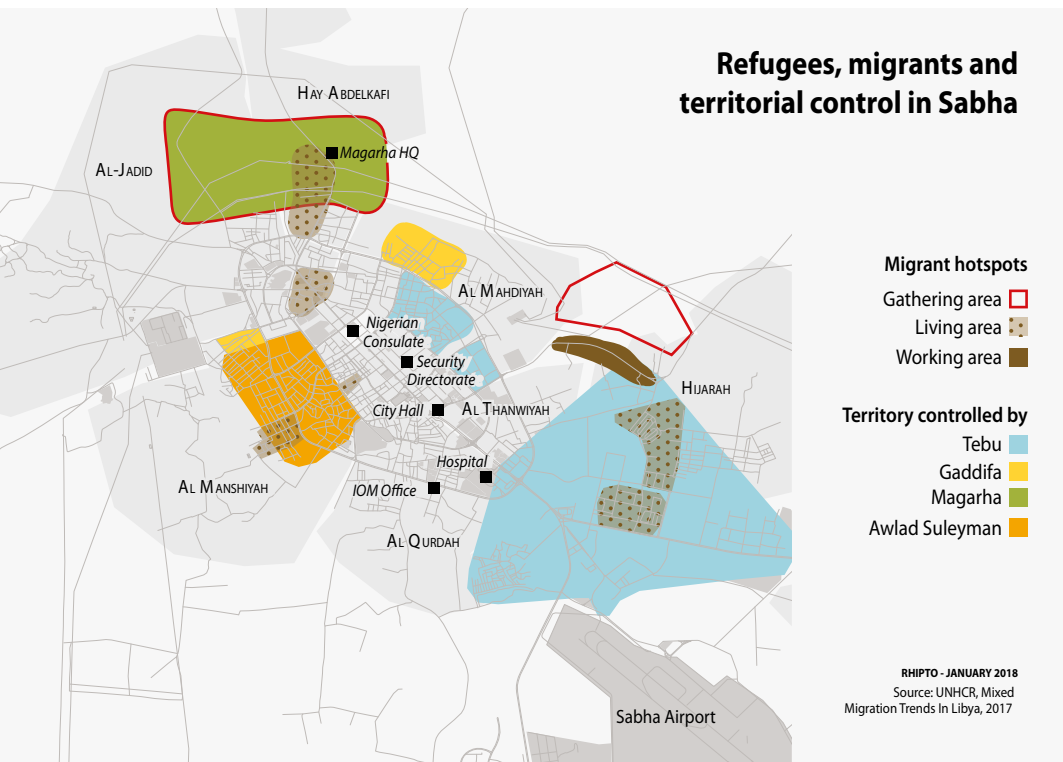 Refugees, migrants and
territorial control in Sabha
Hay Abdelkafi
Magarha HQ
Al-Jadid
Al Mahdiyah
Nigerian
Consulate
Security
Directorate
Hijarah
City Hall
Al Thanwiyah
Hospital
Al Manshiyah
IOM Office
Al Qurdah
Sabha Airport
Migrant hotspots
Gathering area
Living area
Working area
Territory controlled by
Tebu
Gaddifa
Magarha
Awlad Suleyman
RHIPTO - JANUARY 2018
Source: UNHCR, Mixed
Migration Trends In Libya, 2017